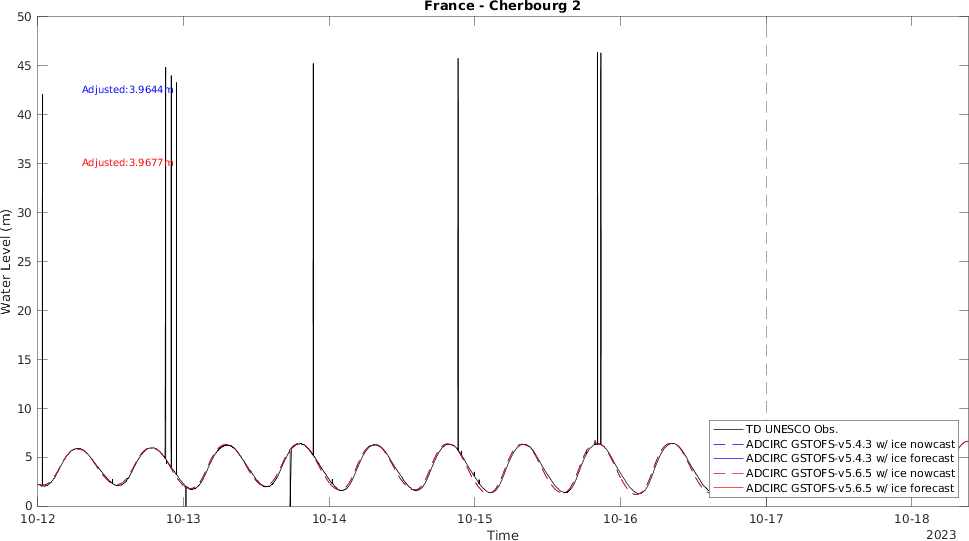 France - Cherbourg 2
50
45
40
35
30
25
20
15
10
5
0
Water Level (m)
Adjusted:3.9644 m
Adjusted:3.9677 m
TD UNESCO Obs.
ADCIRC GSTOFS-v5.4.3 w/ ice nowcast
ADCIRC GSTOFS-v5.4.3 w/ ice forecast
ADCIRC GSTOFS-v5.6.5 w/ ice nowcast
ADCIRC GSTOFS-v5.6.5 w/ ice forecast
10-12 10-13 10-14 10-15 10-16 10-17 10-18
Time
2023